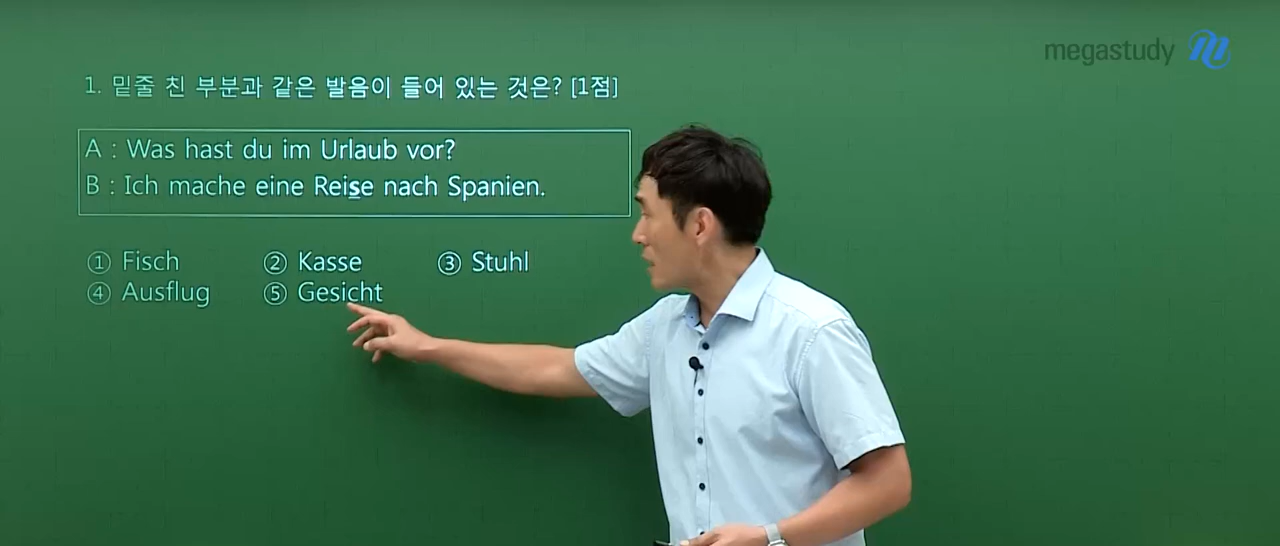 megastudy
1. 밑줄 친 부분과 같은 발음이 들어 있는 것은? [1점]
A : Was hast du im Urlaub vor?
B : Ich mache eine Reise nach Spanien.
① Fisch ② Kasse ③ Stuhl
④ Ausflug ⑤ Gesicht